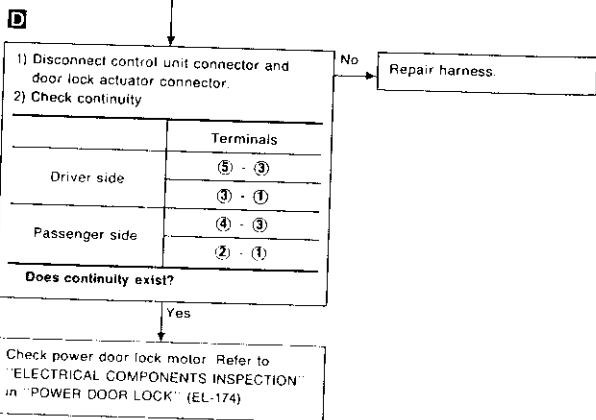 D
1) Disconnect control unit connector and
door lock actuator connector.
2) Check continuity
Terminals
Driver side
⑤ - ③
③ - ①
Passenger side
④ - ③
② - ①
Does continuity exist?
No
Repair harness.
Yes
Check power door lock motor Refer to
"ELECTRICAL COMPONENTS INSPECTION"
in "POWER DOOR LOCK" (EL-174)